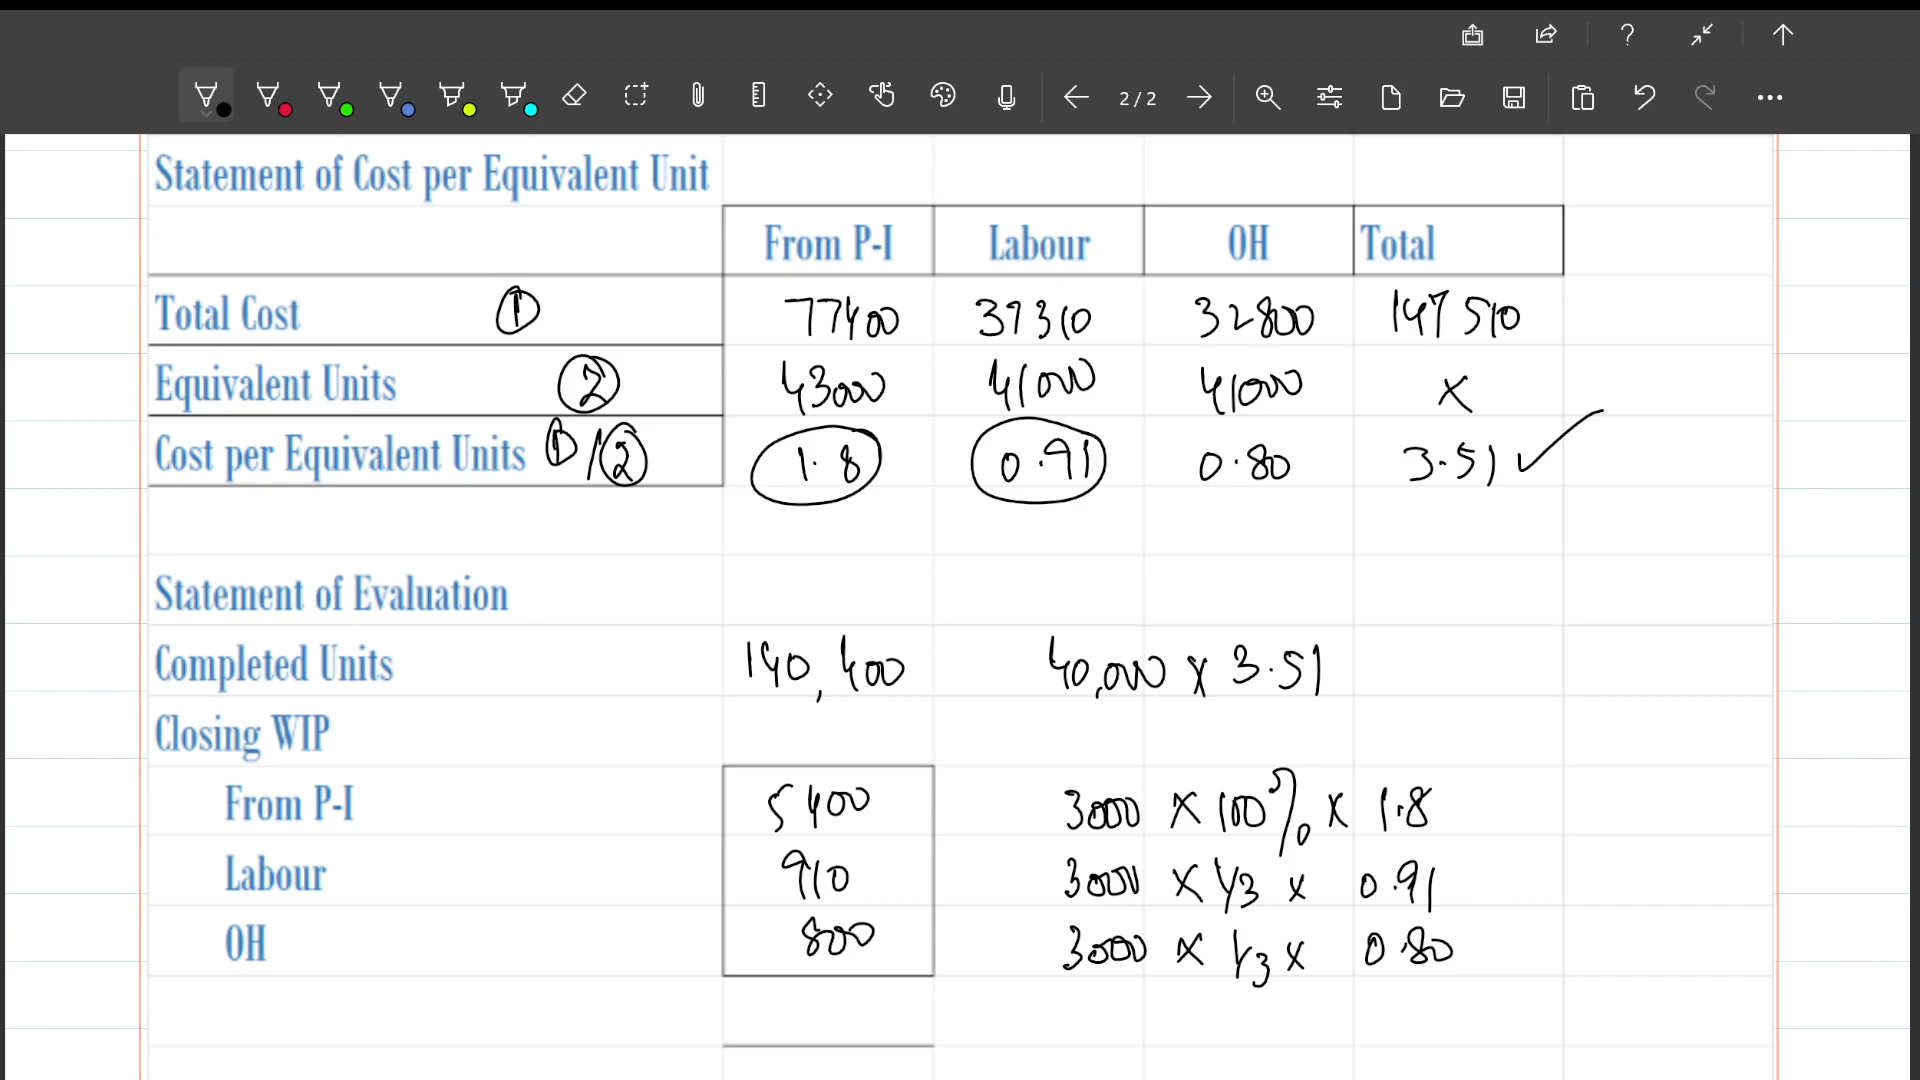 2 / 2
Statement of Cost per Equivalent Unit
From P-I Labour OH Total
Total Cost ① 77400 37310 32800 147510
Equivalent Units ② 43000 41000 41000 x
Cost per Equivalent Units ①/② 1.8 0.91 0.80 3.51 ✓
Statement of Evaluation
Completed Units 140,400 40,000 x 3.51
Closing WIP
From P-I 5400 3000 x 100% x 1.8
Labour 910 3000 x 1/3 x 0.91
OH 800 3000 x 1/3 x 0.80